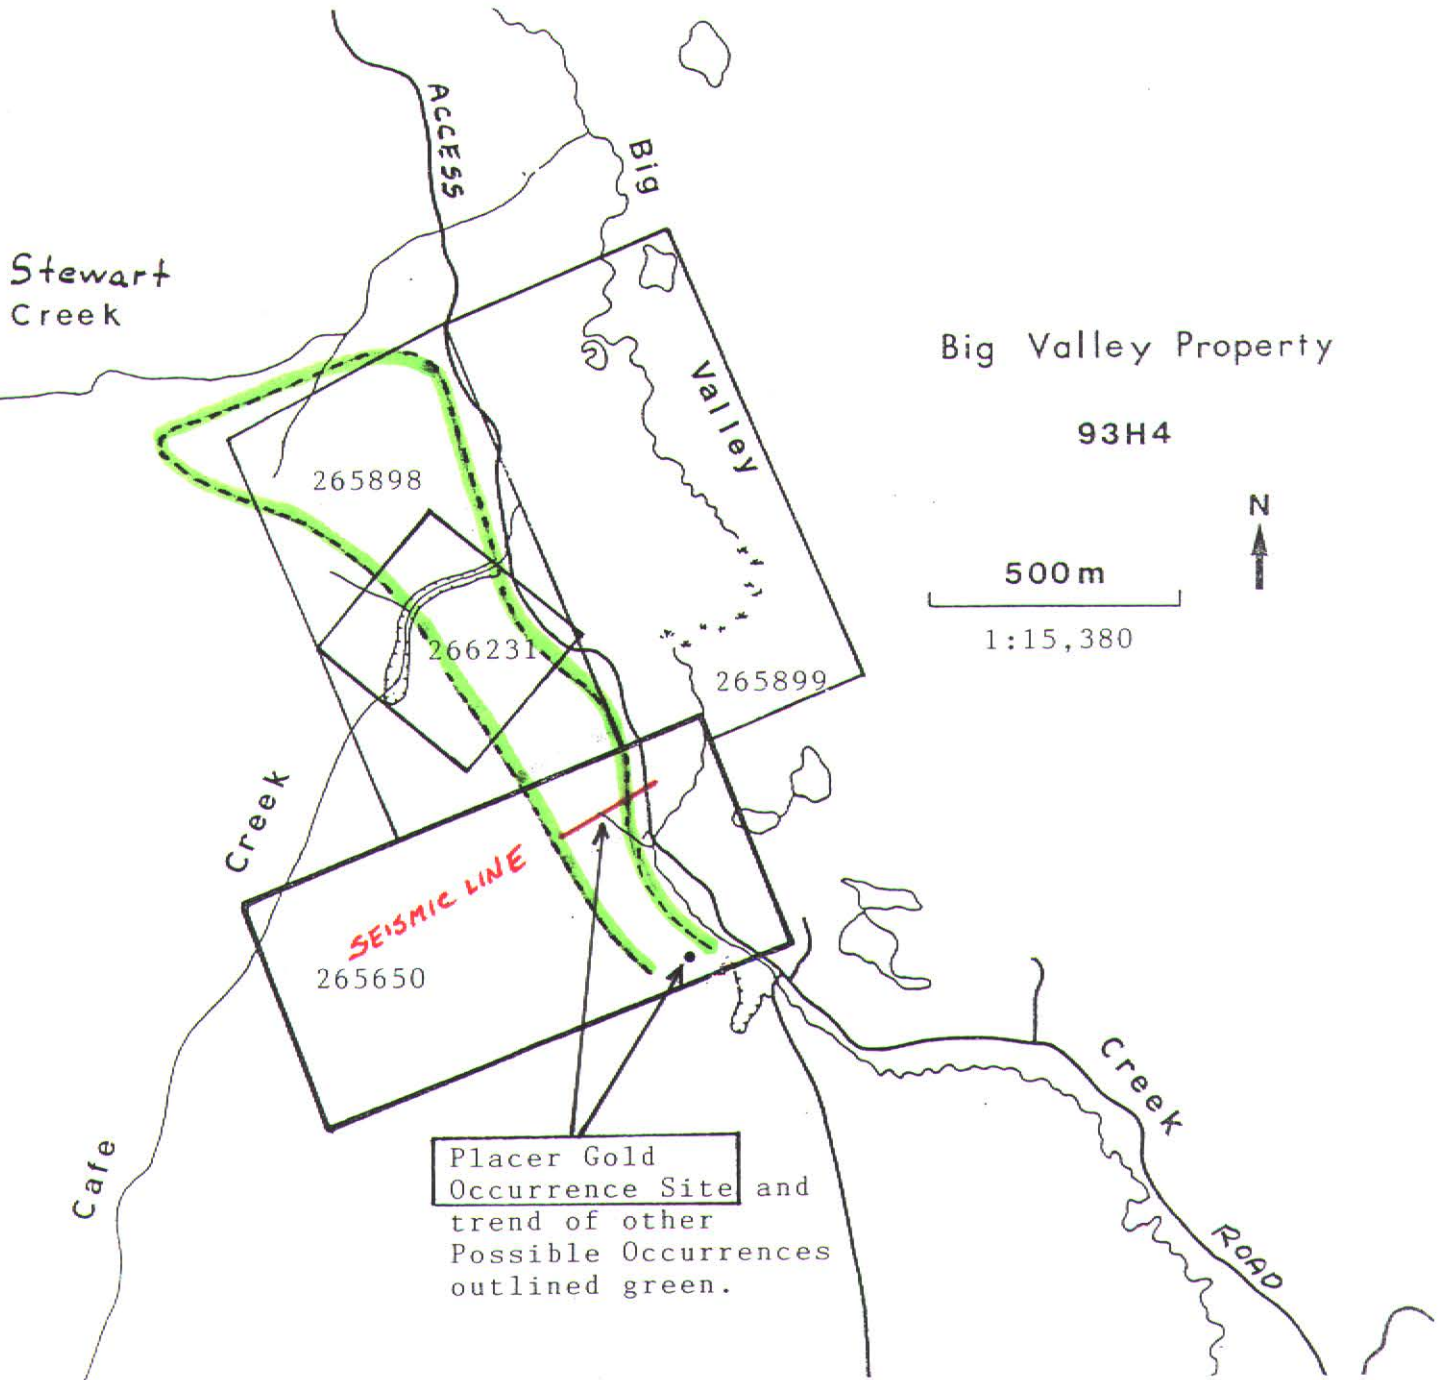 ACCESS
Big
Stewart
Creek
Valley
Big Valley Property
93H4
N
500m
1:15,380
265898
266231
265899
Creek
SEISMIC LINE
265650
Creek
Cafe
Placer Gold
Occurrence Site and
trend of other
Possible Occurrences
outlined green.
ROAD